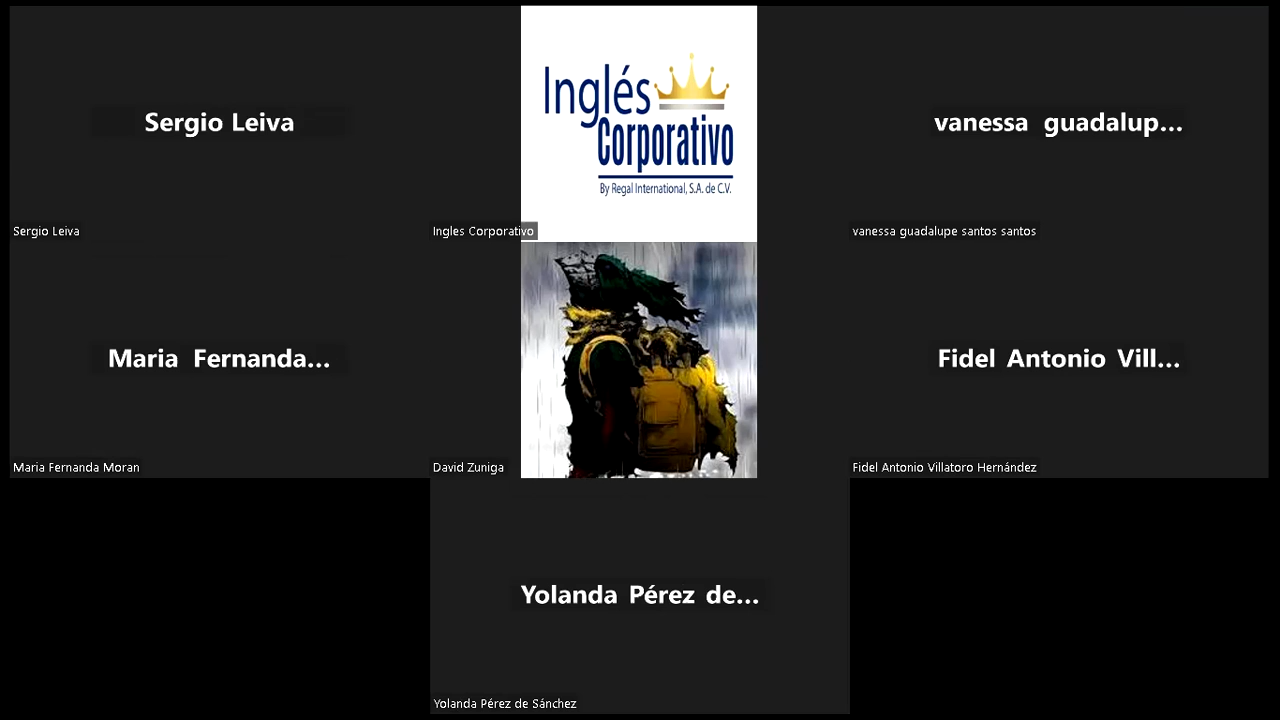 Sergio Leiva
Sergio Leiva
Inglés
Corporativo
By Regal International, S.A. de C.V.
Ingles Corporativo
vanessa guadalup...
vanessa guadalupe santos santos
Maria Fernanda...
Maria Fernanda Moran
David Zuniga
Fidel Antonio Vill...
Fidel Antonio Villatoro Hernández
Yolanda Pérez de...
Yolanda Pérez de Sánchez